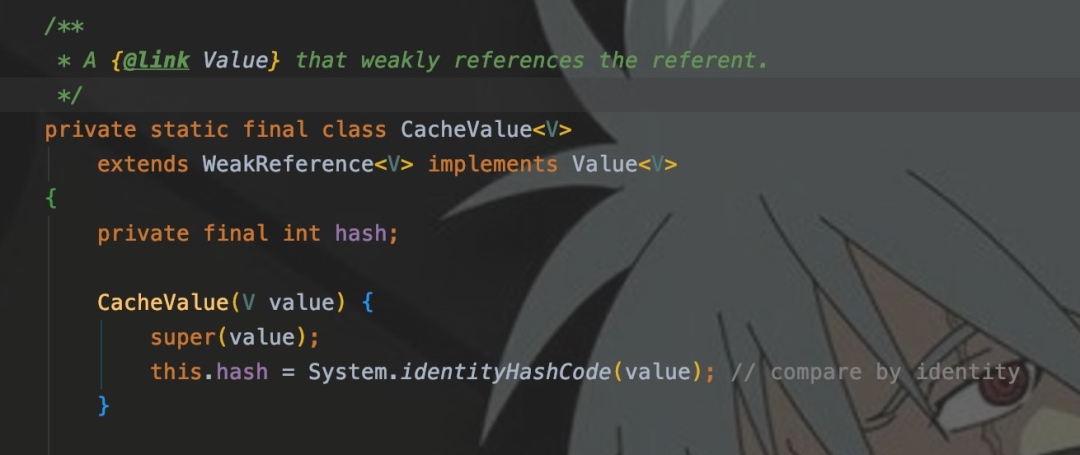 /**
 * A {@link Value} that weakly references the referent.
 */
private static final class CacheValue<V>
    extends WeakReference<V> implements Value<V>
{
    private final int hash;

    CacheValue(V value) {
        super(value);
        this.hash = System.identityHashCode(value); // compare by identity
    }